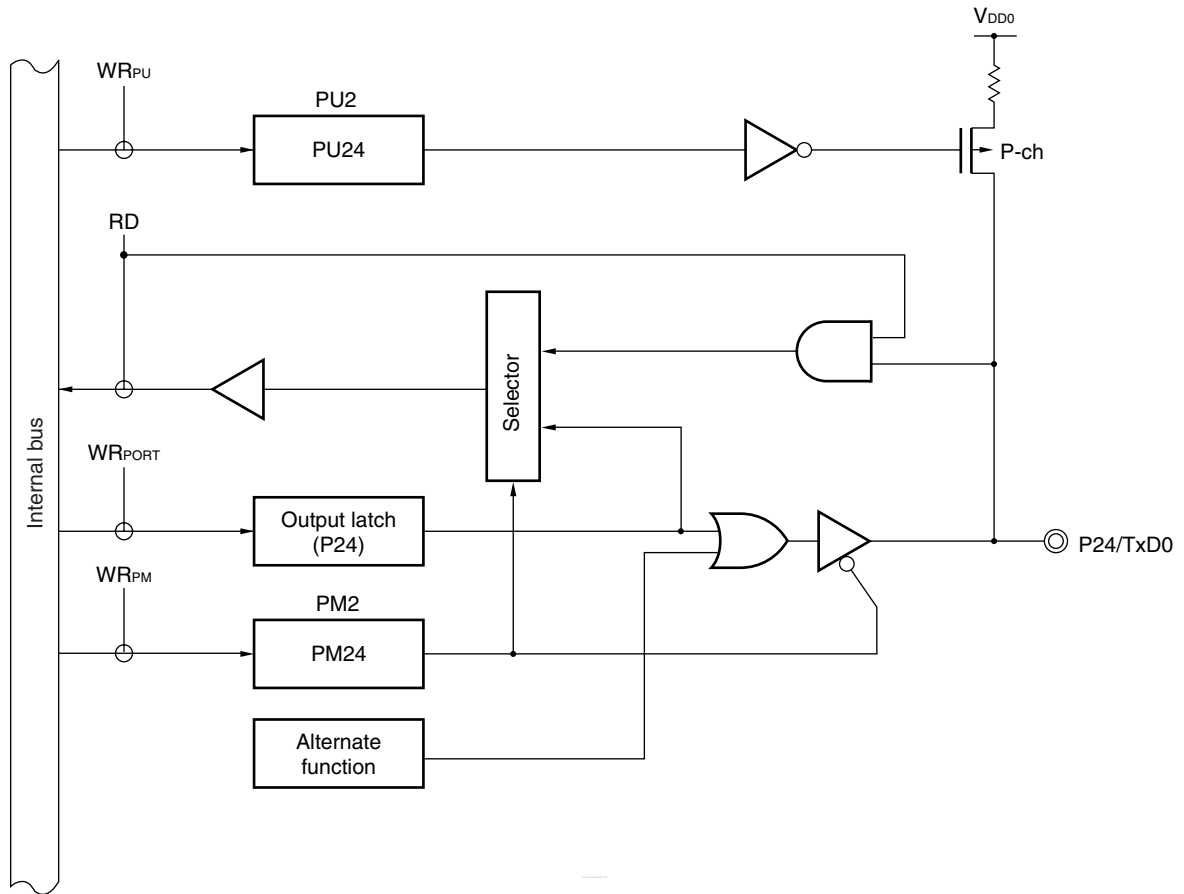 VDD0
WRPU
PU2
PU24
P-ch
RD
Selector
Internal bus
WRPORT
Output latch
(P24)
P24/TxD0
WRPM
PM2
PM24
Alternate
function